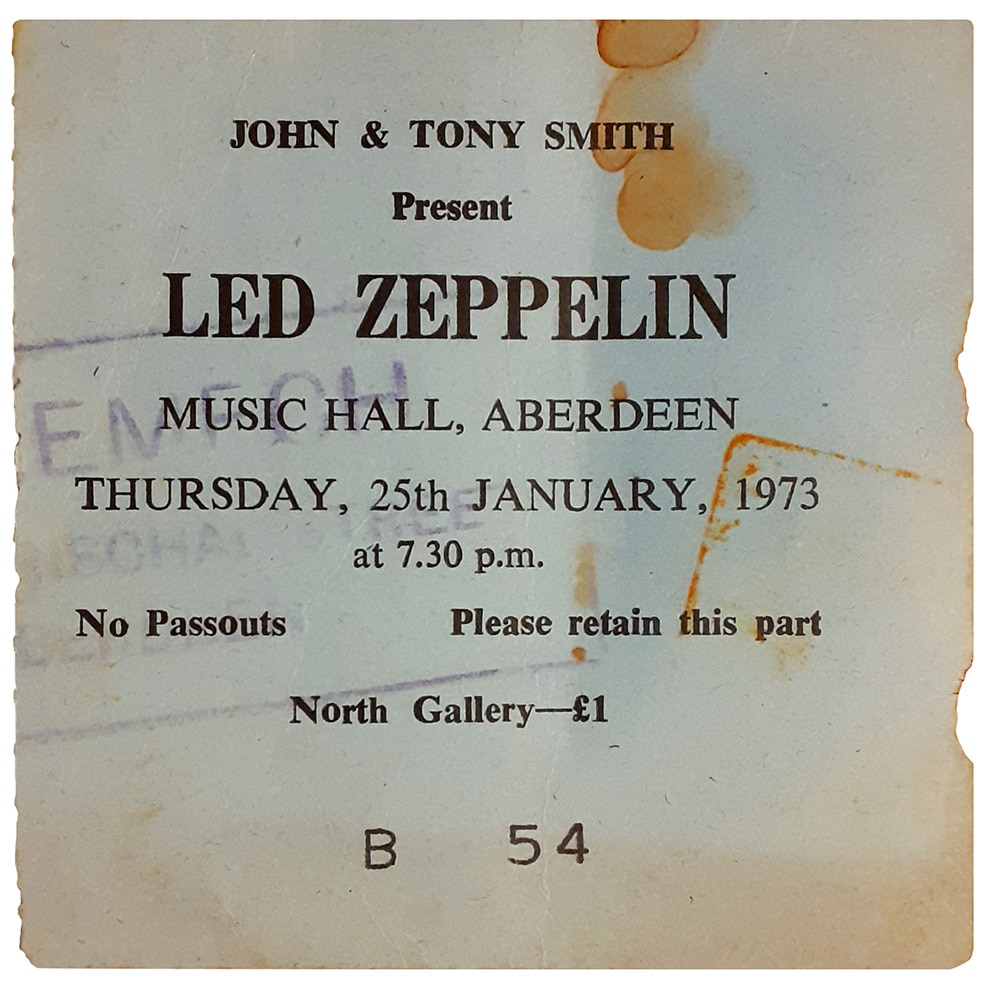 JOHN & TONY SMITH
Present
LED ZEPPELIN
MUSIC HALL, ABERDEEN
THURSDAY, 25th JANUARY, 1973
at 7.30 p.m.
No Passouts Please retain this part
North Gallery—£1
B 54